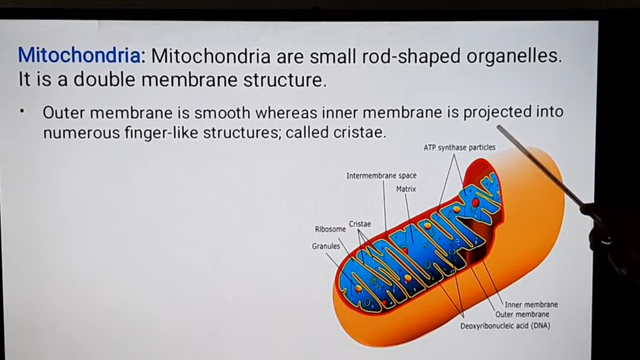 Mitochondria: Mitochondria are small rod-shaped organelles.
It is a double membrane structure.
• Outer membrane is smooth whereas inner membrane is projected into
numerous finger-like structures; called cristae.
ATP synthase particles
Intermembrane space
Matrix
Cristae
Ribosome
Granules
Inner membrane
Outer membrane
Deoxyribonucleic acid (DNA)